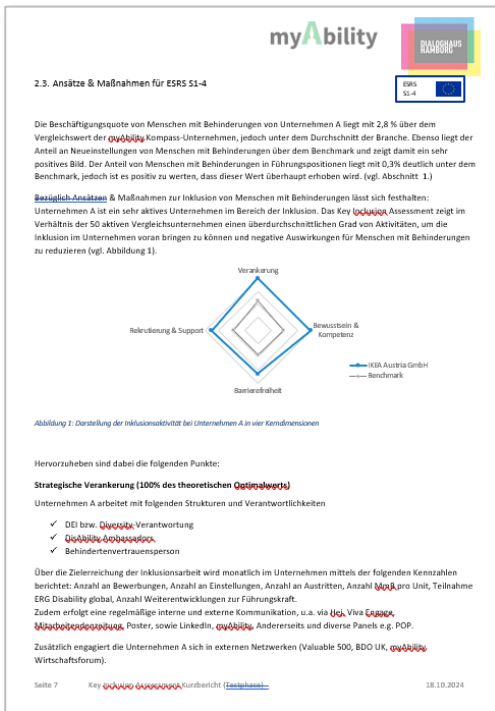 myAbility
DIALOGHAUS
HAMBURG
2.3. Ansätze & Maßnahmen für ESRS S1-4
ESRS
S1-4
Die Beschäftigungsquote von Menschen mit Behinderungen von Unternehmen A liegt mit 2,8 % über dem
Vergleichswert der myAbility Kompass-Unternehmen, jedoch unter dem Durchschnitt der Branche. Ebenso liegt der
Anteil an Neueinstellungen von Menschen mit Behinderungen über dem Benchmark und zeigt damit ein sehr
positives Bild. Der Anteil von Menschen mit Behinderungen in Führungspositionen liegt mit 0,3% deutlich unter dem
Benchmark, jedoch ist es positiv zu werten, dass dieser Wert überhaupt erhoben wird. (vgl. Abschnitt 1.)
Bezüglich Ansätzen & Maßnahmen zur Inklusion von Menschen mit Behinderungen lässt sich festhalten:
Unternehmen A ist ein sehr aktives Unternehmen im Bereich der Inklusion. Das Key Inclusion Assessment zeigt im
Verhältnis der 50 aktiven Vergleichsunternehmen einen überdurchschnittlichen Grad von Aktivitäten, um die
Inklusion im Unternehmen voran bringen zu können und negative Auswirkungen für Menschen mit Behinderungen
zu reduzieren (vgl. Abbildung 1).
Verankerung
Rekrutierung & Support
Bewusstsein &
Kompetenz
Barrierefreiheit
IKEA Austria GmbH
Benchmark
Abbildung 1: Darstellung der Inklusionsaktivität bei Unternehmen A in vier Kerndimensionen
Hervorzuheben sind dabei die folgenden Punkte:
Strategische Verankerung (100% des theoretischen Optimalwerts)
Unternehmen A arbeitet mit folgenden Strukturen und Verantwortlichkeiten
✓ DEI bzw. Diversity-Verantwortung
✓ DisAbility Ambassadors
✓ Behindertenvertrauensperson
Über die Zielerreichung der Inklusionsarbeit wird monatlich im Unternehmen mittels der folgenden Kennzahlen
berichtet: Anzahl an Bewerbungen, Anzahl an Einstellungen, Anzahl an Austritten, Anzahl MmB pro Unit, Teilnahme
ERG Disability global, Anzahl Weiterentwicklungen zur Führungskraft.
Zudem erfolgt eine regelmäßige interne und externe Kommunikation, u.a. via Hej, Viva Engage,
Mitarbeitendenzeitung, Poster, sowie LinkedIn, myAbility, Andererseits und diverse Panels e.g. POP.
Zusätzlich engagiert die Unternehmen A sich in externen Netzwerken (Valuable 500, BDO UK, myAbility
Wirtschaftsforum).
Seite 7 Key Inclusion Assessment Kurzbericht (Testphase) 18.10.2024